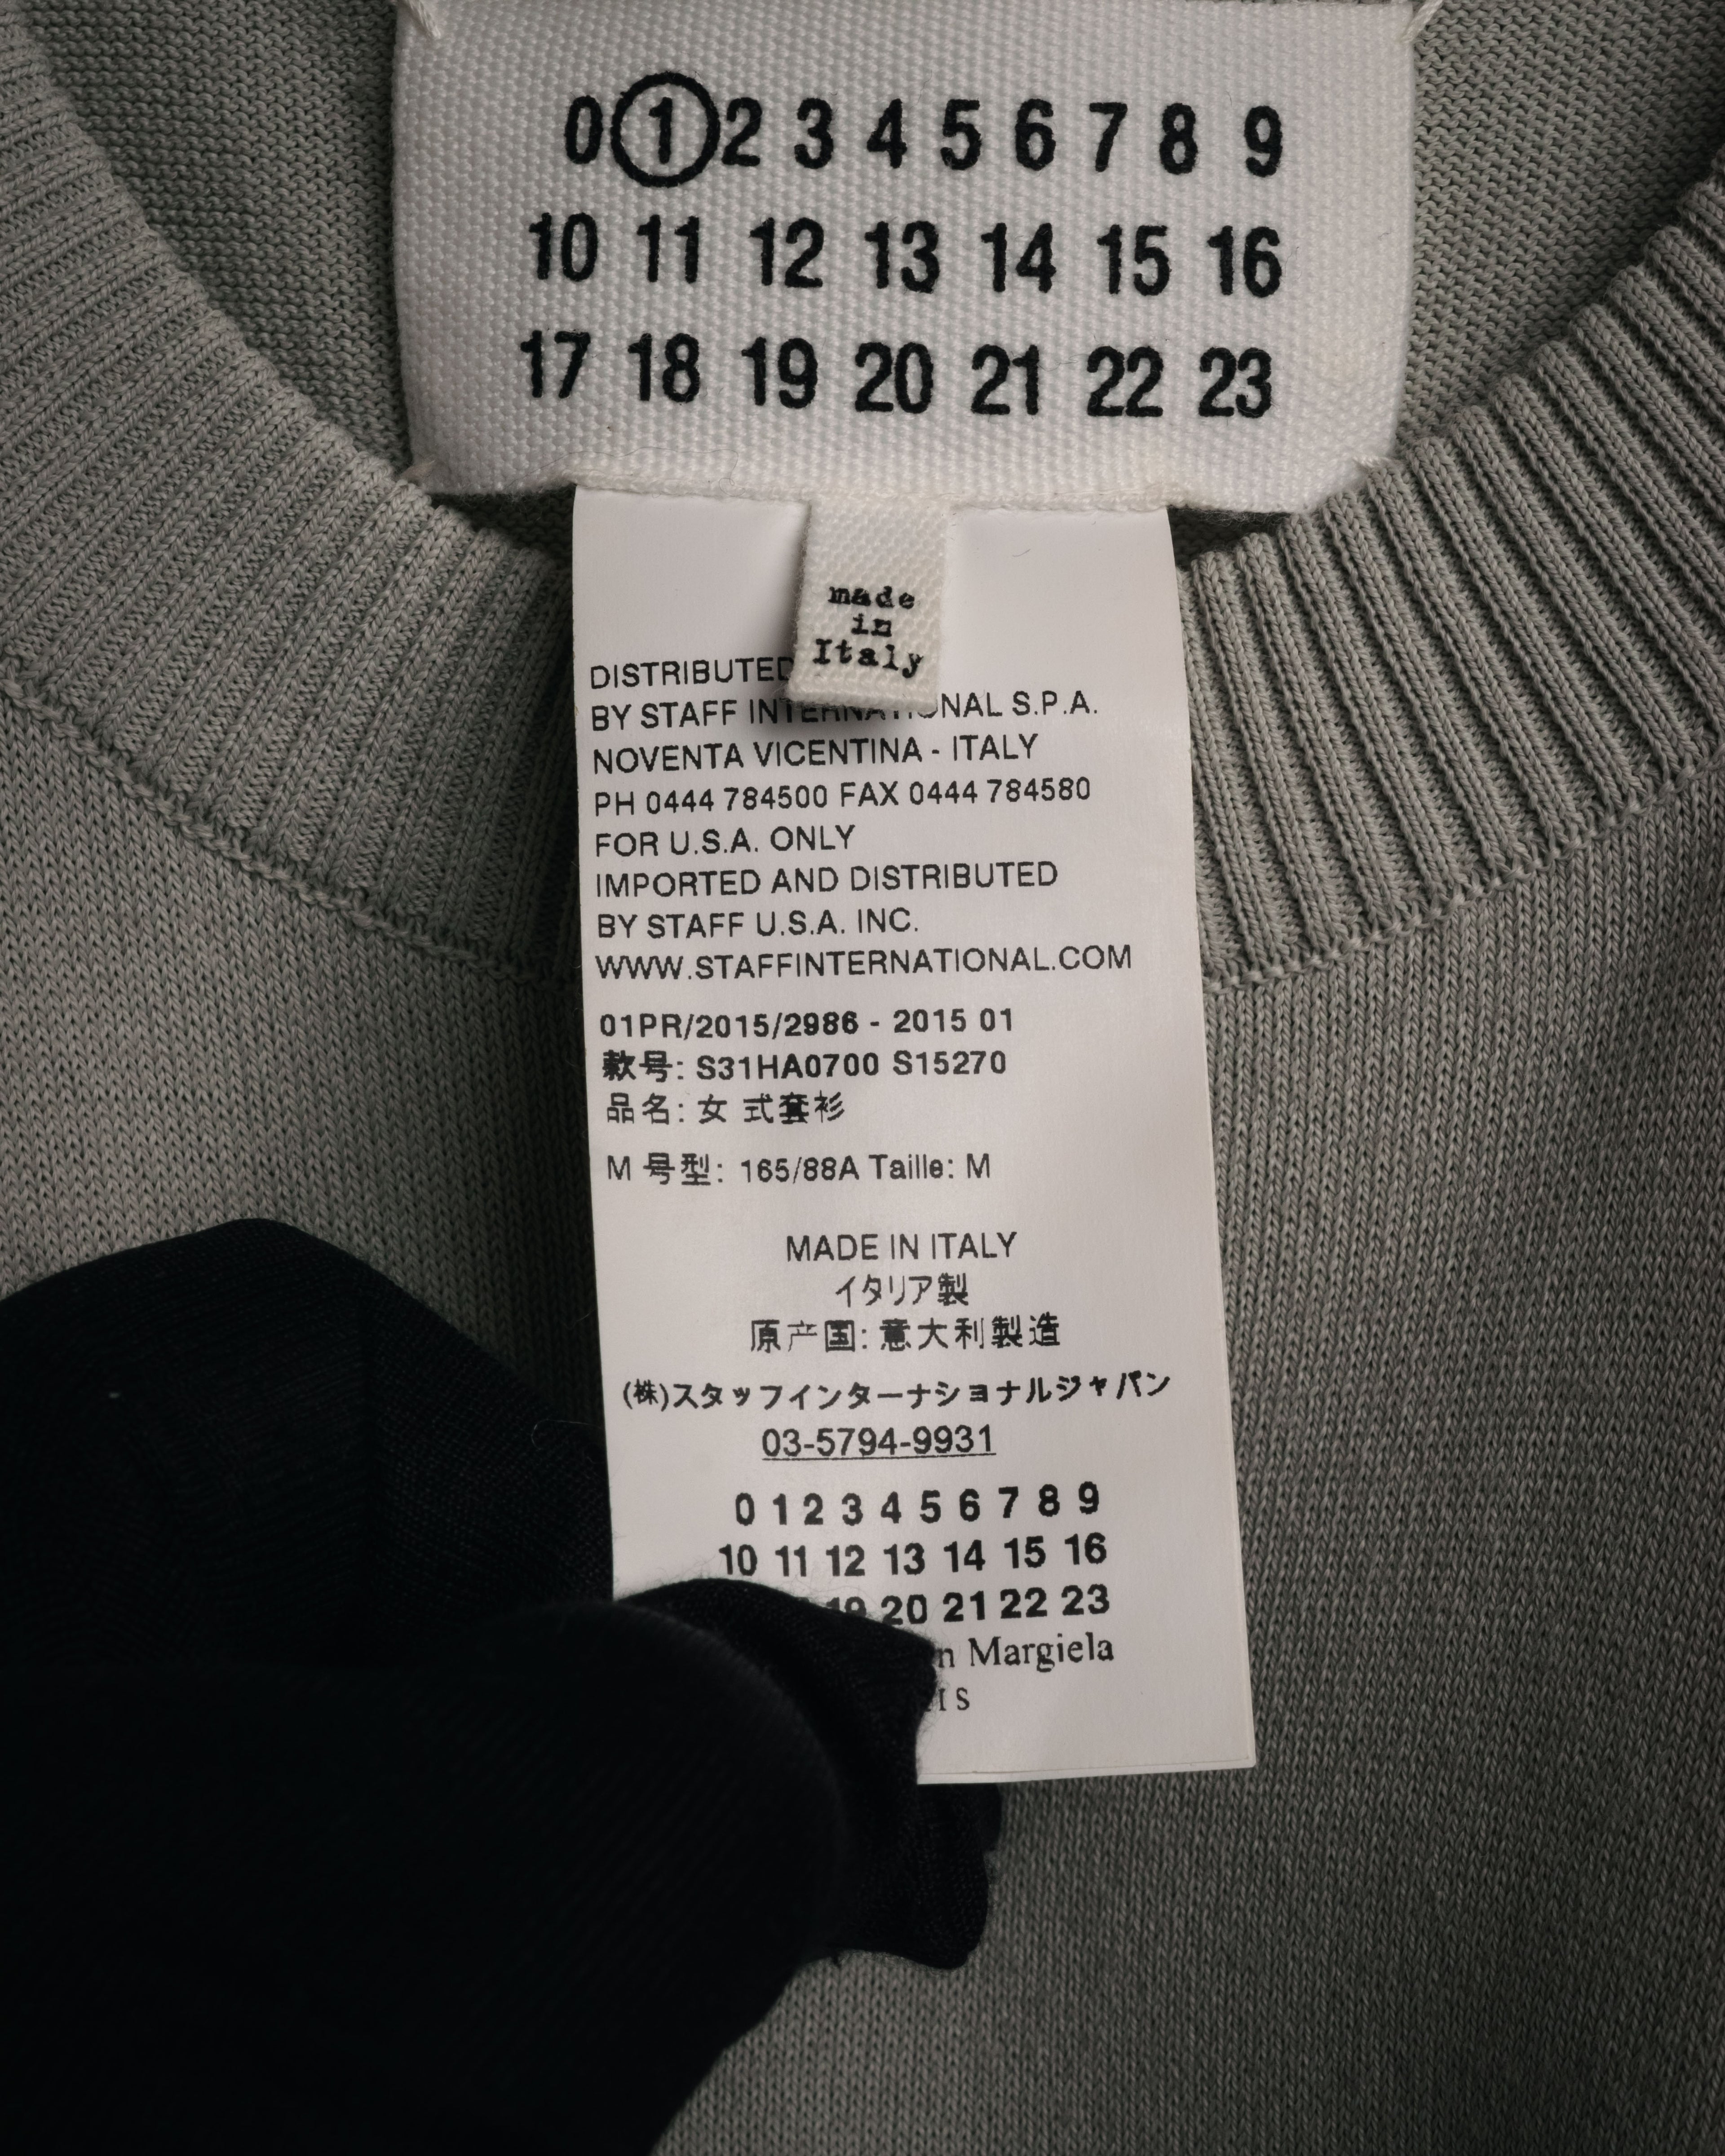 0 1 2 3 4 5 6 7 8 9
10 11 12 13 14 15 16
17 18 19 20 21 22 23
made
in
Italy
DISTRIBUTED
BY STAFF INTERNATIONAL S.P.A.
NOVENTA VICENTINA - ITALY
PH 0444 784500 FAX 0444 784580
FOR U.S.A. ONLY
IMPORTED AND DISTRIBUTED
BY STAFF U.S.A. INC.
WWW.STAFFINTERNATIONAL.COM
01PR/2015/2986 - 2015 01
款号: S31HA0700 S15270
品名: 女 式套衫
M 号型: 165/88A Taille: M
MADE IN ITALY
イタリア製
原产国: 意大利製造
(株)スタッフインターナショナルジャパン
03-5794-9931
0 1 2 3 4 5 6 7 8 9
10 11 12 13 14 15 16
19 20 21 22 23
Margiela